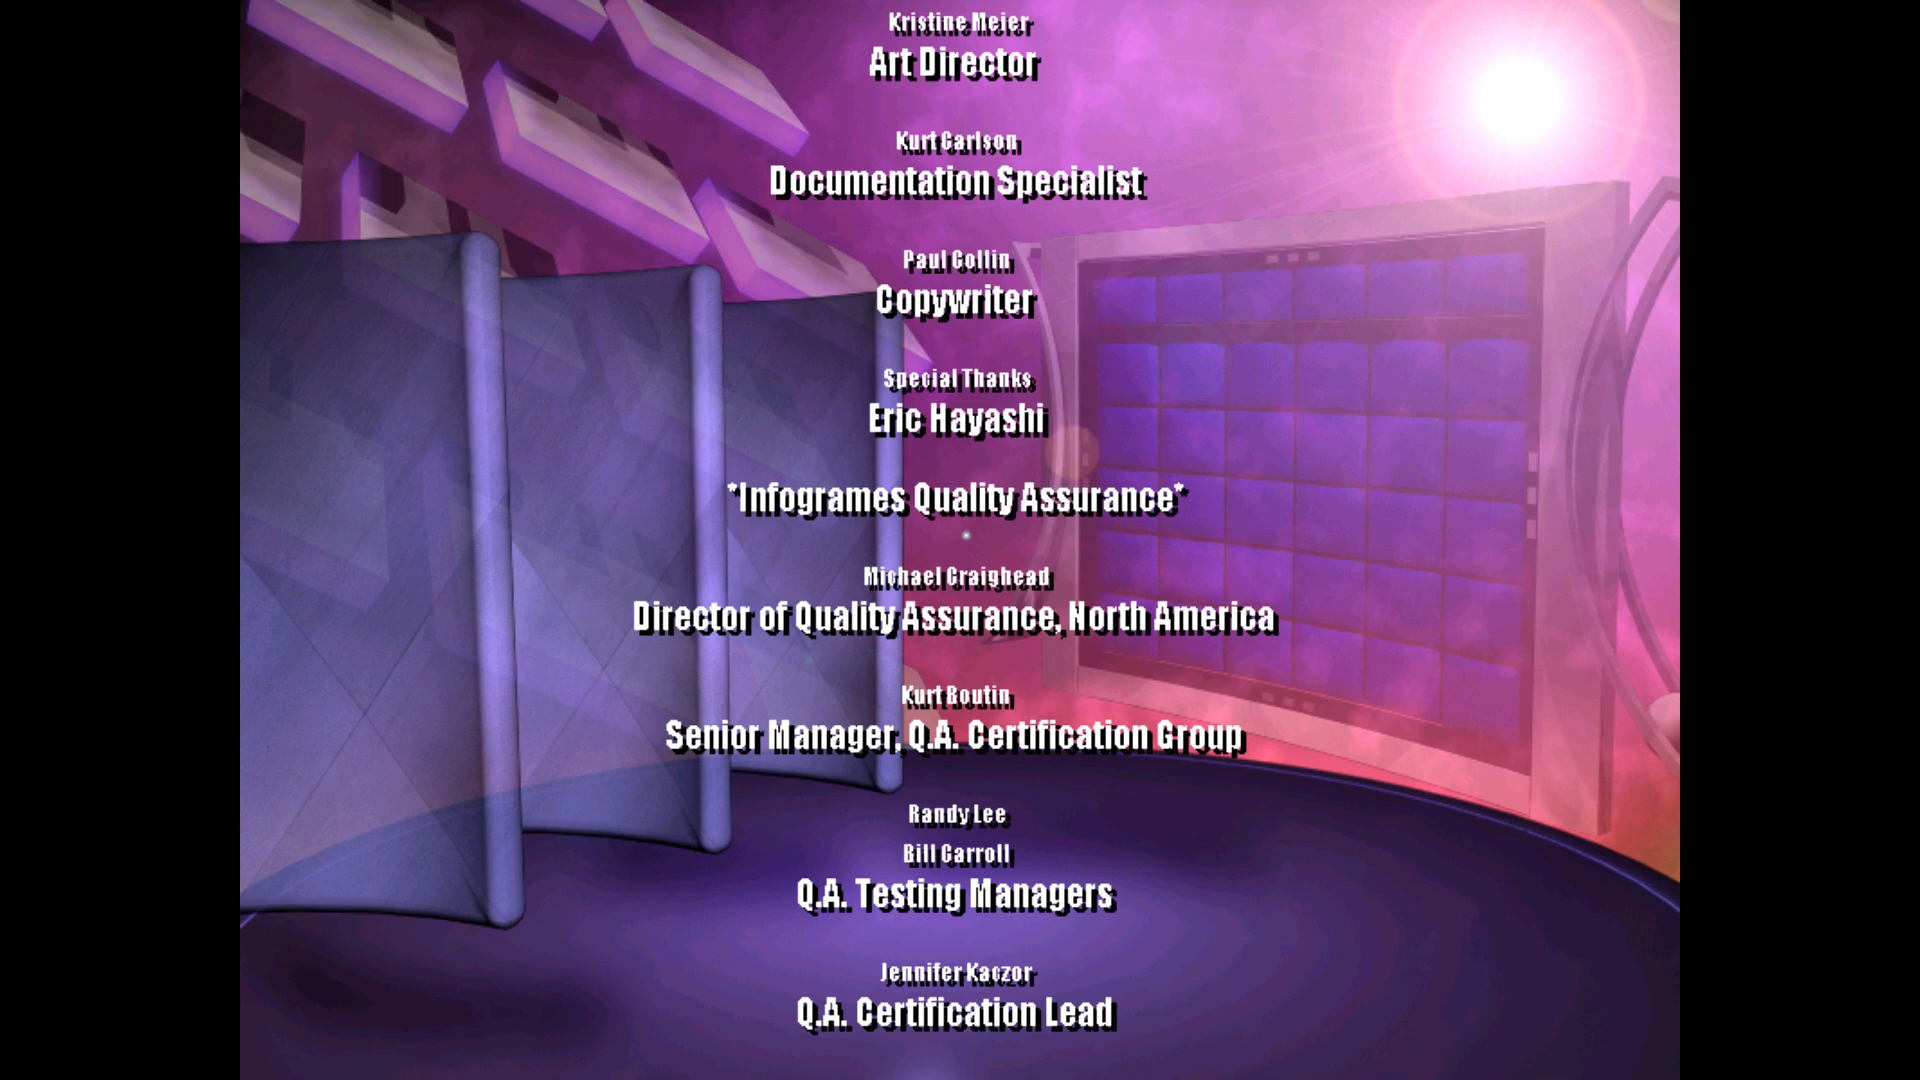 Kristine Meier
Art Director
Kurt Carlson
Documentation Specialist
Paul Collin
Copywriter
Special Thanks
Eric Hayashi
*Infogrames Quality Assurance*
Michael Craighead
Director of Quality Assurance, North America
Kurt Boutin
Senior Manager, Q.A. Certification Group
Randy Lee
Bill Carroll
Q.A. Testing Managers
Jennifer Kaczor
Q.A. Certification Lead